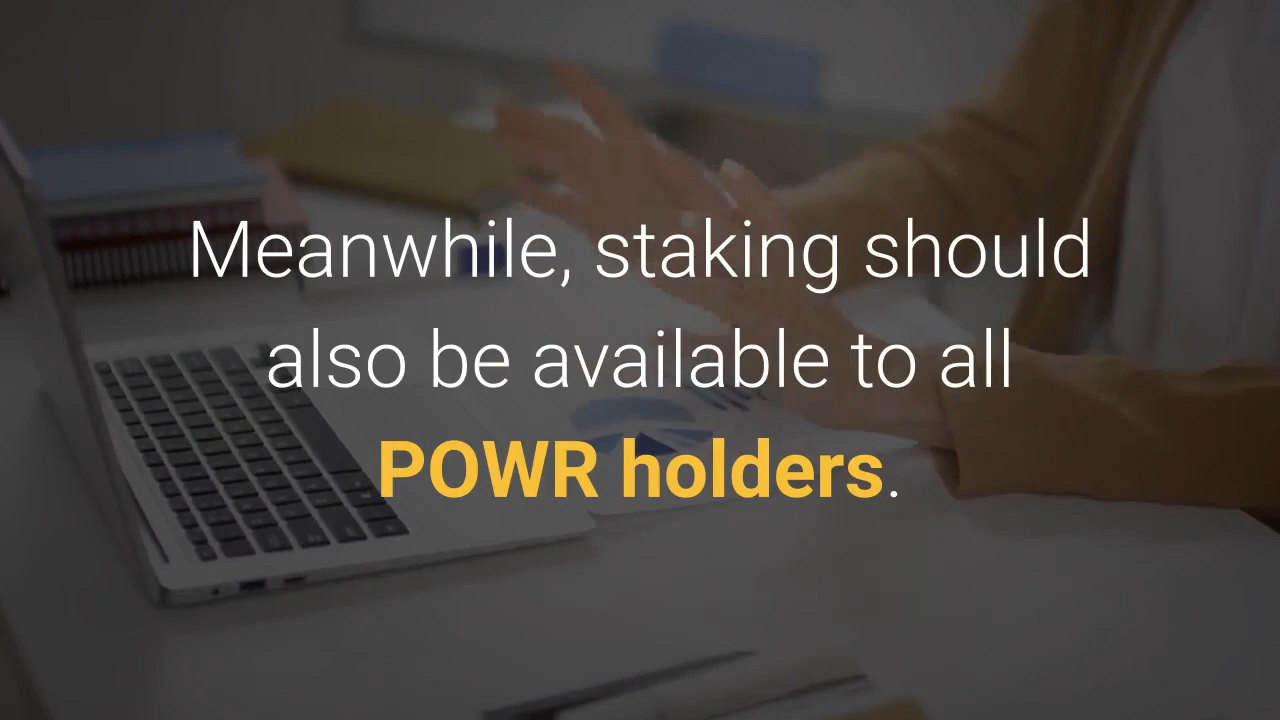 Meanwhile, staking should
also be available to all
POWR holders.